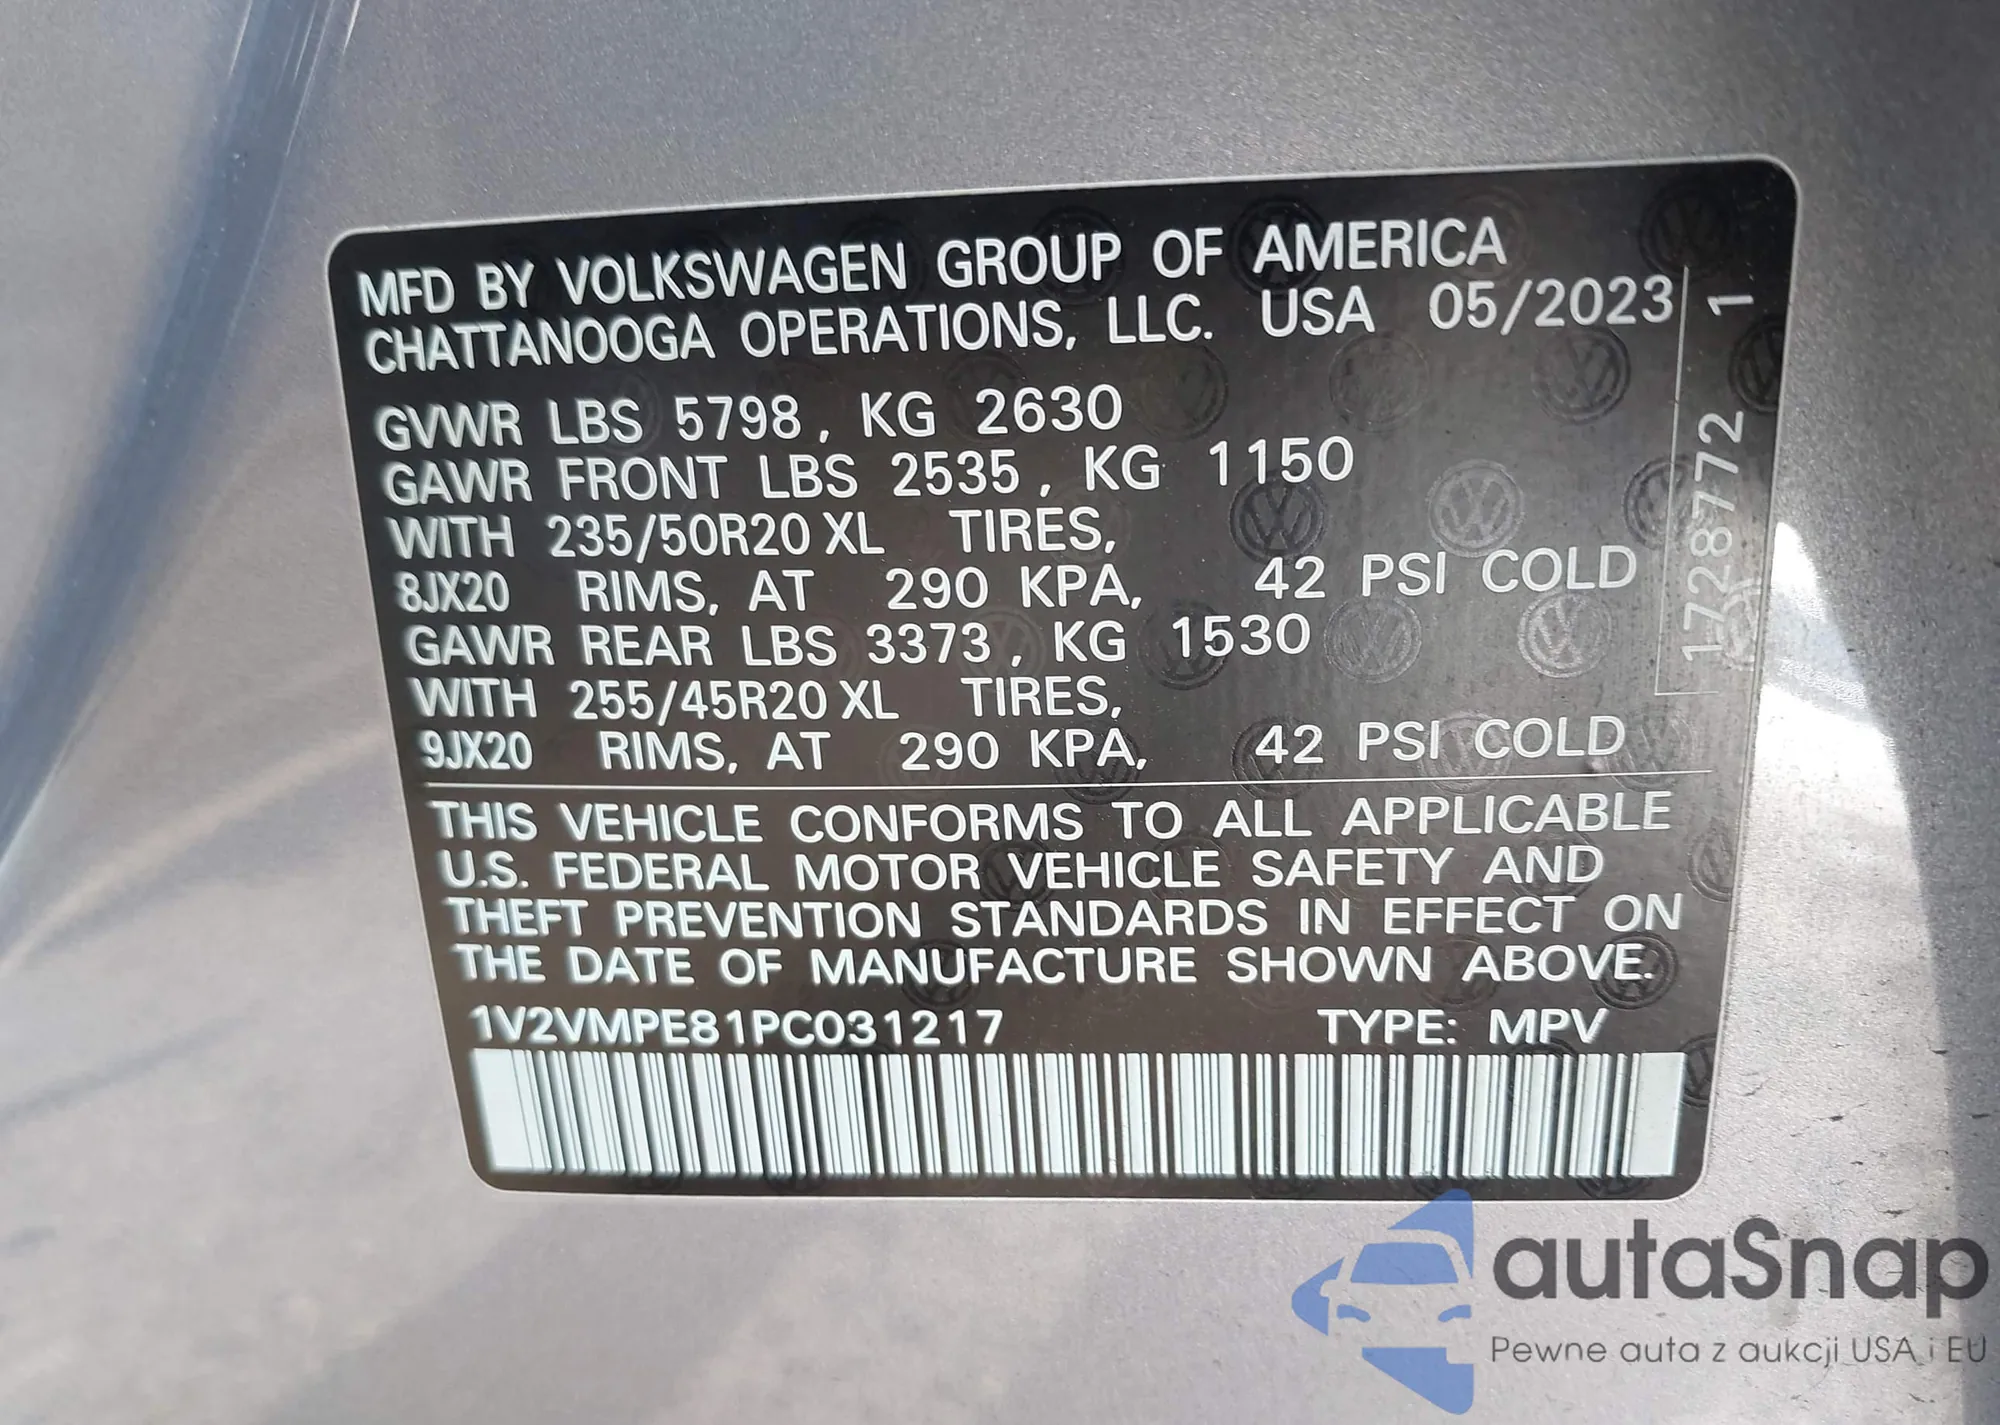 MFD BY VOLKSWAGEN GROUP OF AMERICA
CHATTANOOGA OPERATIONS, LLC. USA 05/2023
GVWR LBS 5798, KG 2630
GAWR FRONT LBS 2535, KG 1150
WITH 235/50R20 XL TIRES,
8JX20 RIMS, AT 290 KPA, 42 PSI COLD
GAWR REAR LBS 3373, KG 1530
WITH 255/45R20 XL TIRES,
9JX20 RIMS, AT 290 KPA, 42 PSI COLD
1728772 1
THIS VEHICLE CONFORMS TO ALL APPLICABLE
U.S. FEDERAL MOTOR VEHICLE SAFETY AND
THEFT PREVENTION STANDARDS IN EFFECT ON
THE DATE OF MANUFACTURE SHOWN ABOVE.
1V2VMPE81PC031217 TYPE: MPV
autaSnap
Pewne auta z aukcji USA i EU